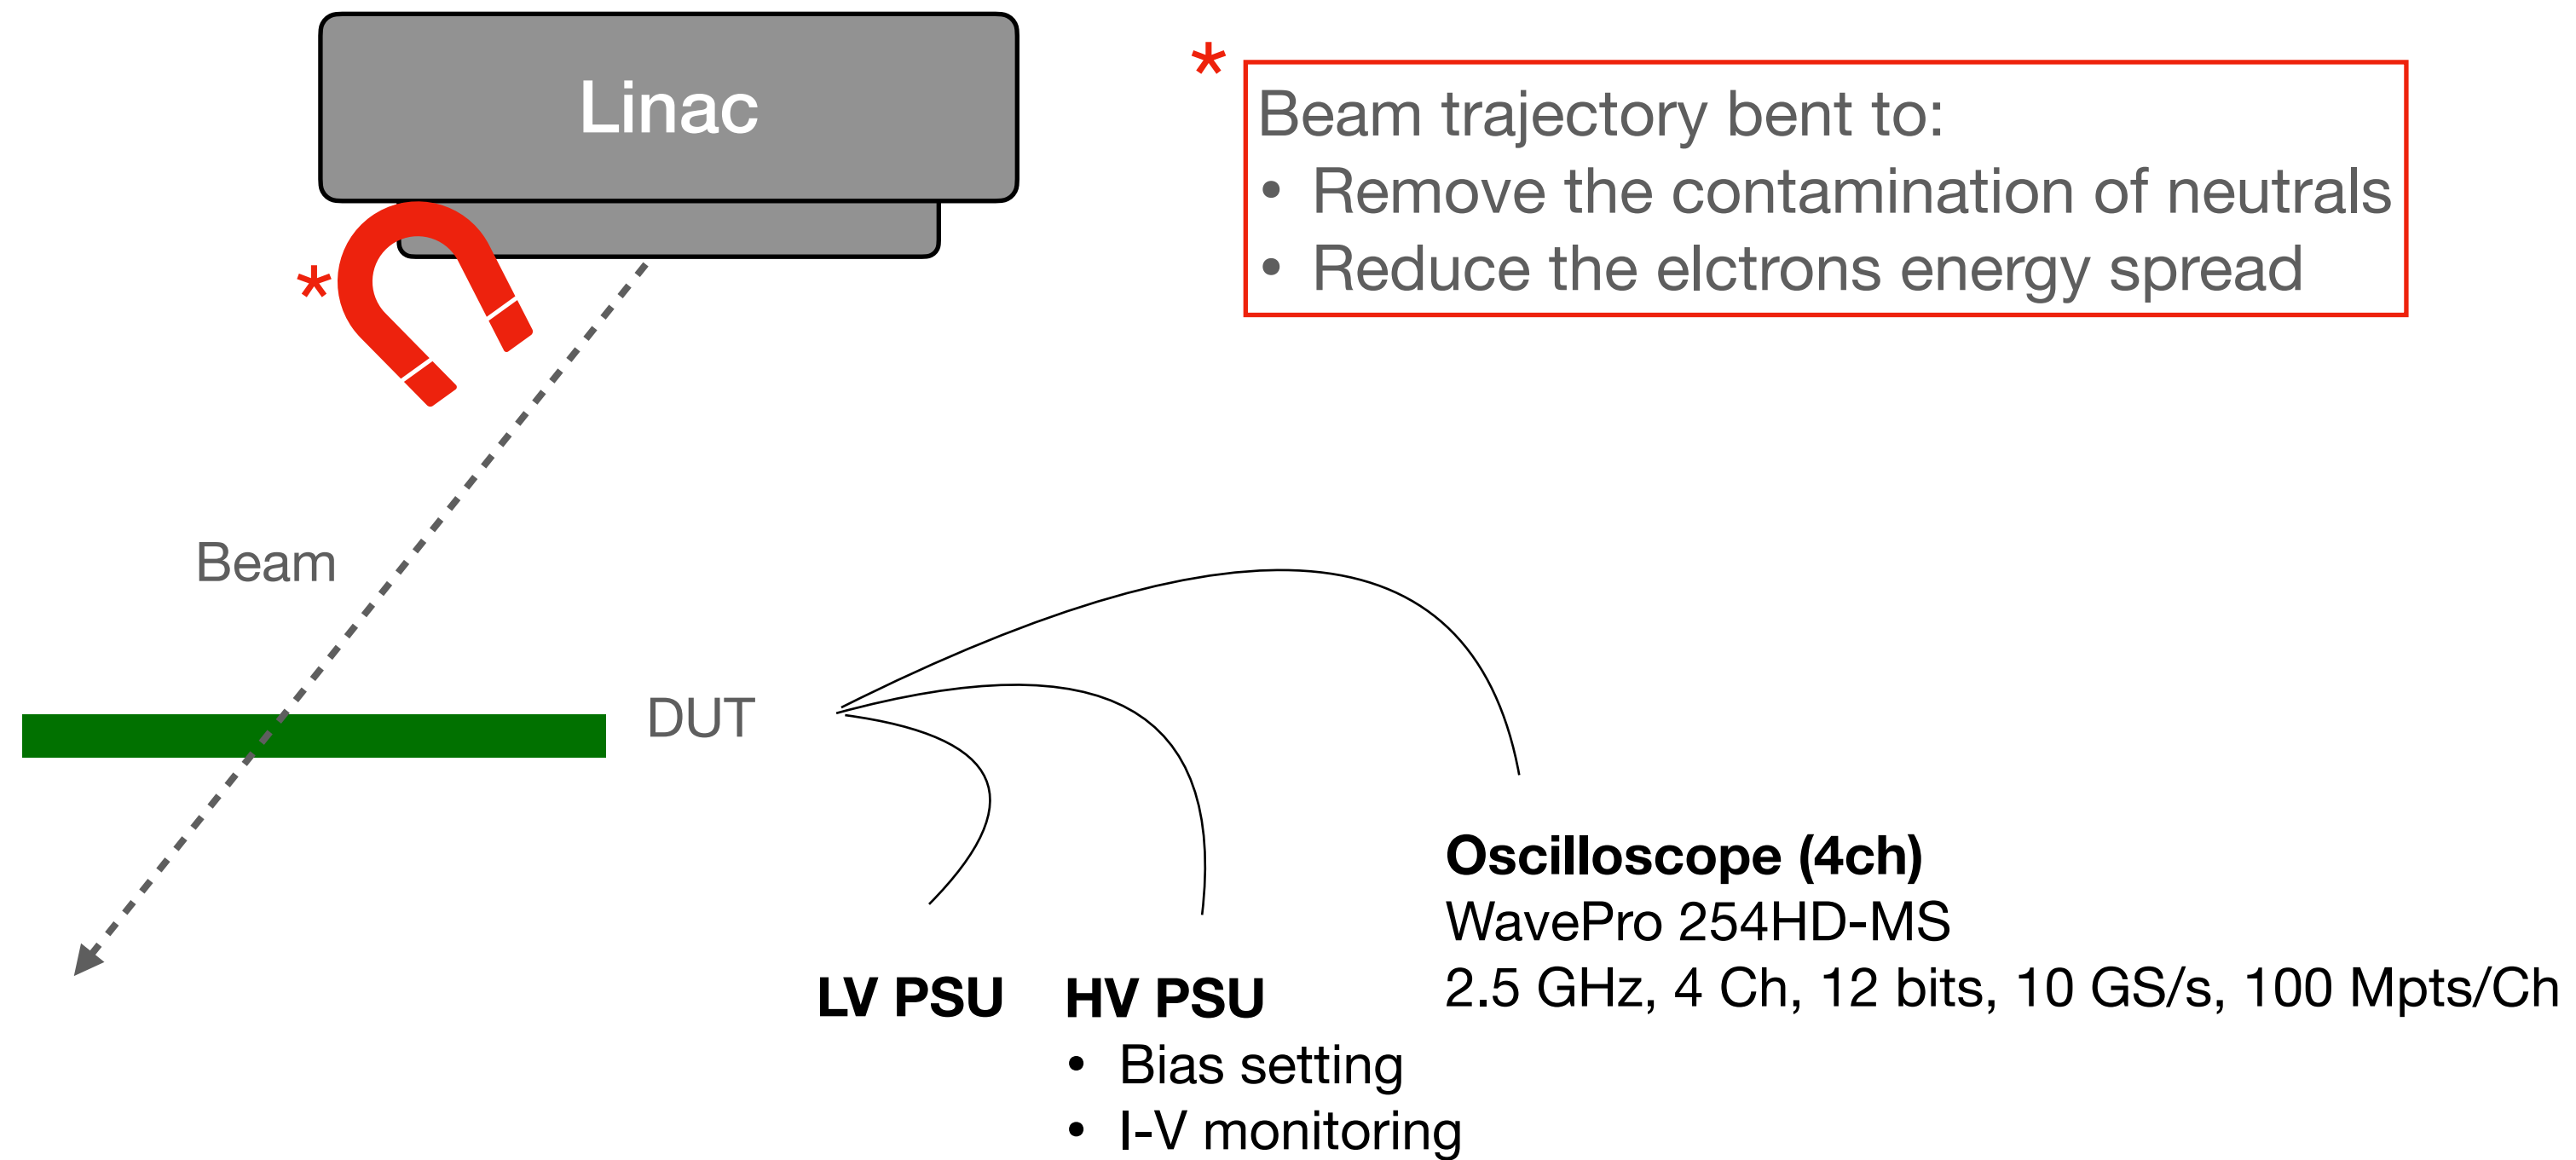 Linac
*
Beam trajectory bent to:
• Remove the contamination of neutrals
• Reduce the elctrons energy spread
*
Beam
DUT
LV PSU
HV PSU
• Bias setting
• I-V monitoring
Oscilloscope (4ch)
WavePro 254HD-MS
2.5 GHz, 4 Ch, 12 bits, 10 GS/s, 100 Mpts/Ch